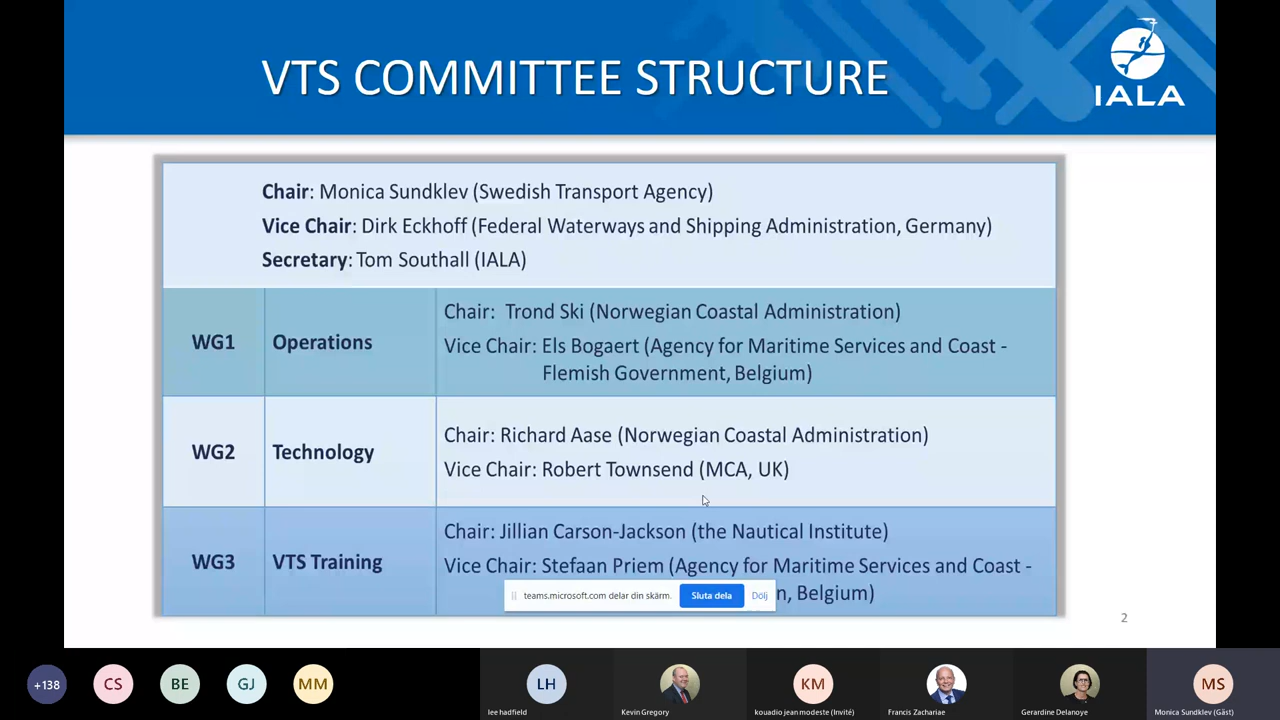 VTS COMMITTEE STRUCTURE
IALA
Chair: Monica Sundklev (Swedish Transport Agency)
Vice Chair: Dirk Eckhoff (Federal Waterways and Shipping Administration, Germany)
Secretary: Tom Southall (IALA)
WG1
Operations
Chair: Trond Ski (Norwegian Coastal Administration)
Vice Chair: Els Bogaert (Agency for Maritime Services and Coast -
Flemish Government, Belgium)
WG2
Technology
Chair: Richard Aase (Norwegian Coastal Administration)
Vice Chair: Robert Townsend (MCA, UK)
WG3
VTS Training
Chair: Jillian Carson-Jackson (the Nautical Institute)
Vice Chair: Stefaan Priem (Agency for Maritime Services and Coast -
Belgium)
teams.microsoft.com delar din skärm.
Sluta dela
Dölj
2
+138
CS
BE
GJ
MM
LH
lee hadfield
Kevin Gregory
KM
kouadio jean modeste (Invité)
Francis Zachariae
Gerardine Delanoye
MS
Monica Sundklev (Gäst)